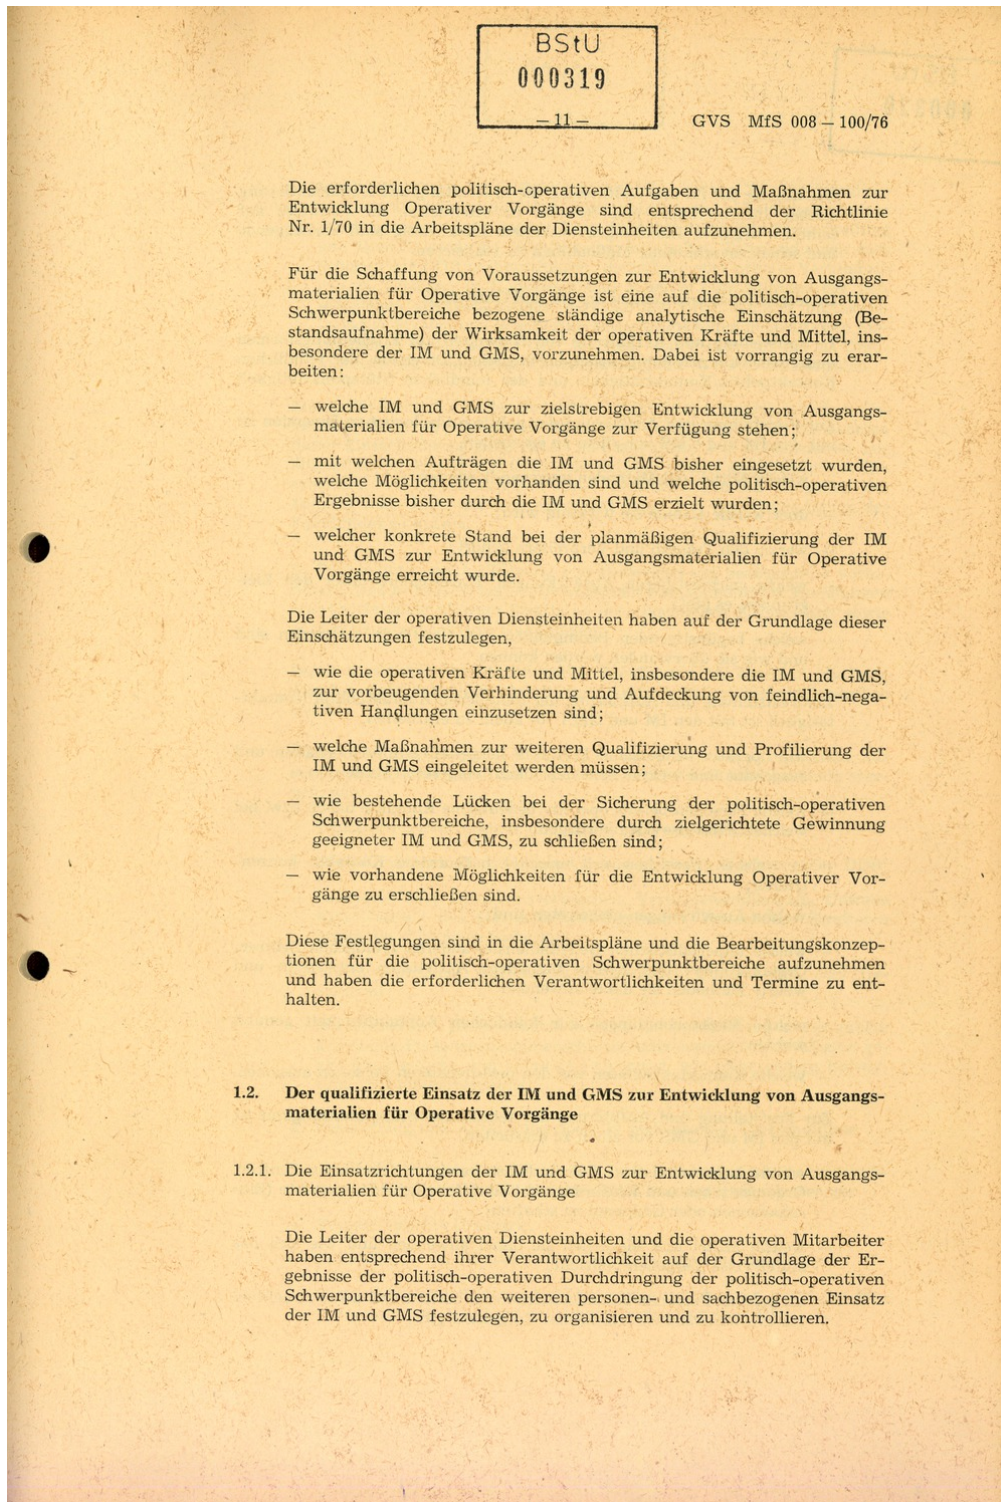 BStU
000319
— 11 —
GVS MfS 008 — 100/76
Die erforderlichen politisch-operativen Aufgaben und Maßnahmen zur
Entwicklung Operativer Vorgänge sind entsprechend der Richtlinie
Nr. 1/70 in die Arbeitspläne der Diensteinheiten aufzunehmen.
Für die Schaffung von Voraussetzungen zur Entwicklung von Ausgangs-
materialien für Operative Vorgänge ist eine auf die politisch-operativen
Schwerpunktbereiche bezogene ständige analytische Einschätzung (Be-
standsaufnahme) der Wirksamkeit der operativen Kräfte und Mittel, ins-
besondere der IM und GMS, vorzunehmen. Dabei ist vorrangig zu erar-
beiten:
— welche IM und GMS zur zielstrebigen Entwicklung von Ausgangs-
materialien für Operative Vorgänge zur Verfügung stehen;
— mit welchen Aufträgen die IM und GMS bisher eingesetzt wurden,
welche Möglichkeiten vorhanden sind und welche politisch-operativen
Ergebnisse bisher durch die IM und GMS erzielt wurden;
— welcher konkrete Stand bei der planmäßigen Qualifizierung der IM
und GMS zur Entwicklung von Ausgangsmaterialien für Operative
Vorgänge erreicht wurde.
Die Leiter der operativen Diensteinheiten haben auf der Grundlage dieser
Einschätzungen festzulegen,
— wie die operativen Kräfte und Mittel, insbesondere die IM und GMS,
zur vorbeugenden Verhinderung und Aufdeckung von feindlich-nega-
tiven Handlungen einzusetzen sind;
— welche Maßnahmen zur weiteren Qualifizierung und Profilierung der
IM und GMS eingeleitet werden müssen;
— wie bestehende Lücken bei der Sicherung der politisch-operativen
Schwerpunktbereiche, insbesondere durch zielgerichtete Gewinnung
geeigneter IM und GMS, zu schließen sind;
— wie vorhandene Möglichkeiten für die Entwicklung Operativer Vor-
gänge zu erschließen sind.
Diese Festlegungen sind in die Arbeitspläne und die Bearbeitungskonzep-
tionen für die politisch-operativen Schwerpunktbereiche aufzunehmen
und haben die erforderlichen Verantwortlichkeiten und Termine zu ent-
halten.
1.2. Der qualifizierte Einsatz der IM und GMS zur Entwicklung von Ausgangs-
materialien für Operative Vorgänge
1.2.1. Die Einsatzrichtungen der IM und GMS zur Entwicklung von Ausgangs-
materialien für Operative Vorgänge
Die Leiter der operativen Diensteinheiten und die operativen Mitarbeiter
haben entsprechend ihrer Verantwortlichkeit auf der Grundlage der Er-
gebnisse der politisch-operativen Durchdringung der politisch-operativen
Schwerpunktbereiche den weiteren personen- und sachbezogenen Einsatz
der IM und GMS festzulegen, zu organisieren und zu kontrollieren.